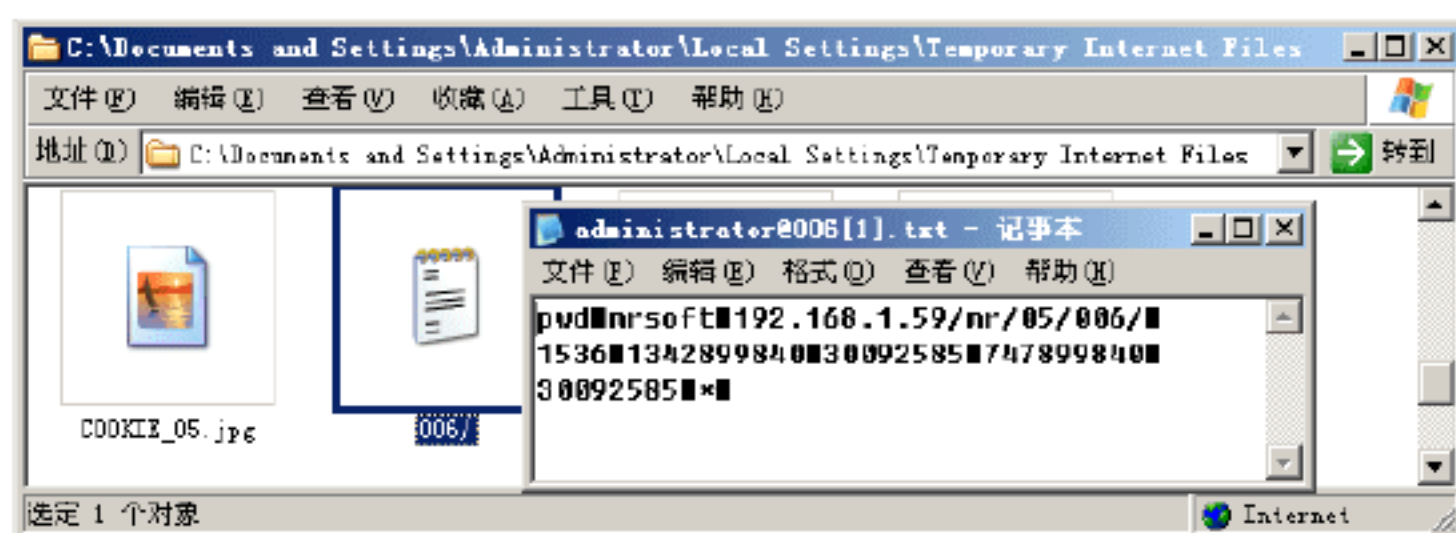 C:\Documents and Settings\Administrator\Local Settings\Temporary Internet Files
文件(F) 编辑(E) 查看(V) 收藏(A) 工具(T) 帮助(H)
地址(D) C:\Documents and Settings\Administrator\Local Settings\Temporary Internet Files 转到
administrator@006[1].txt - 记事本
文件(F) 编辑(E) 格式(O) 查看(V) 帮助(H)
pwd■nrsoft■192.168.1.59/nr/05/006/■
1536■1342899840■30092585■747899840■
30092585■*■
COOKIE_05.jpg 006/
选定 1 个对象 Internet